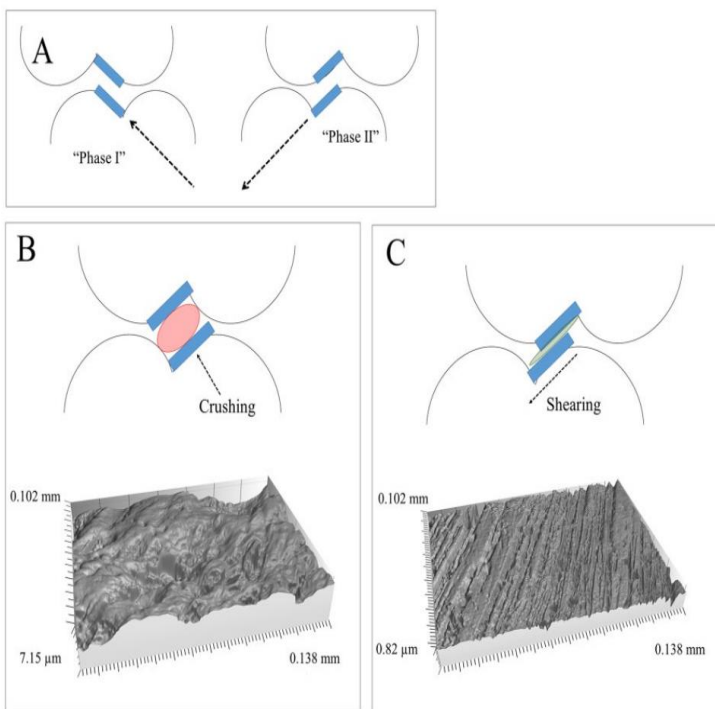 A
“Phase I”
“Phase II”
B
Crushing
0.102 mm
7.15 µm
0.138 mm
C
Shearing
0.102 mm
0.82 µm
0.138 mm